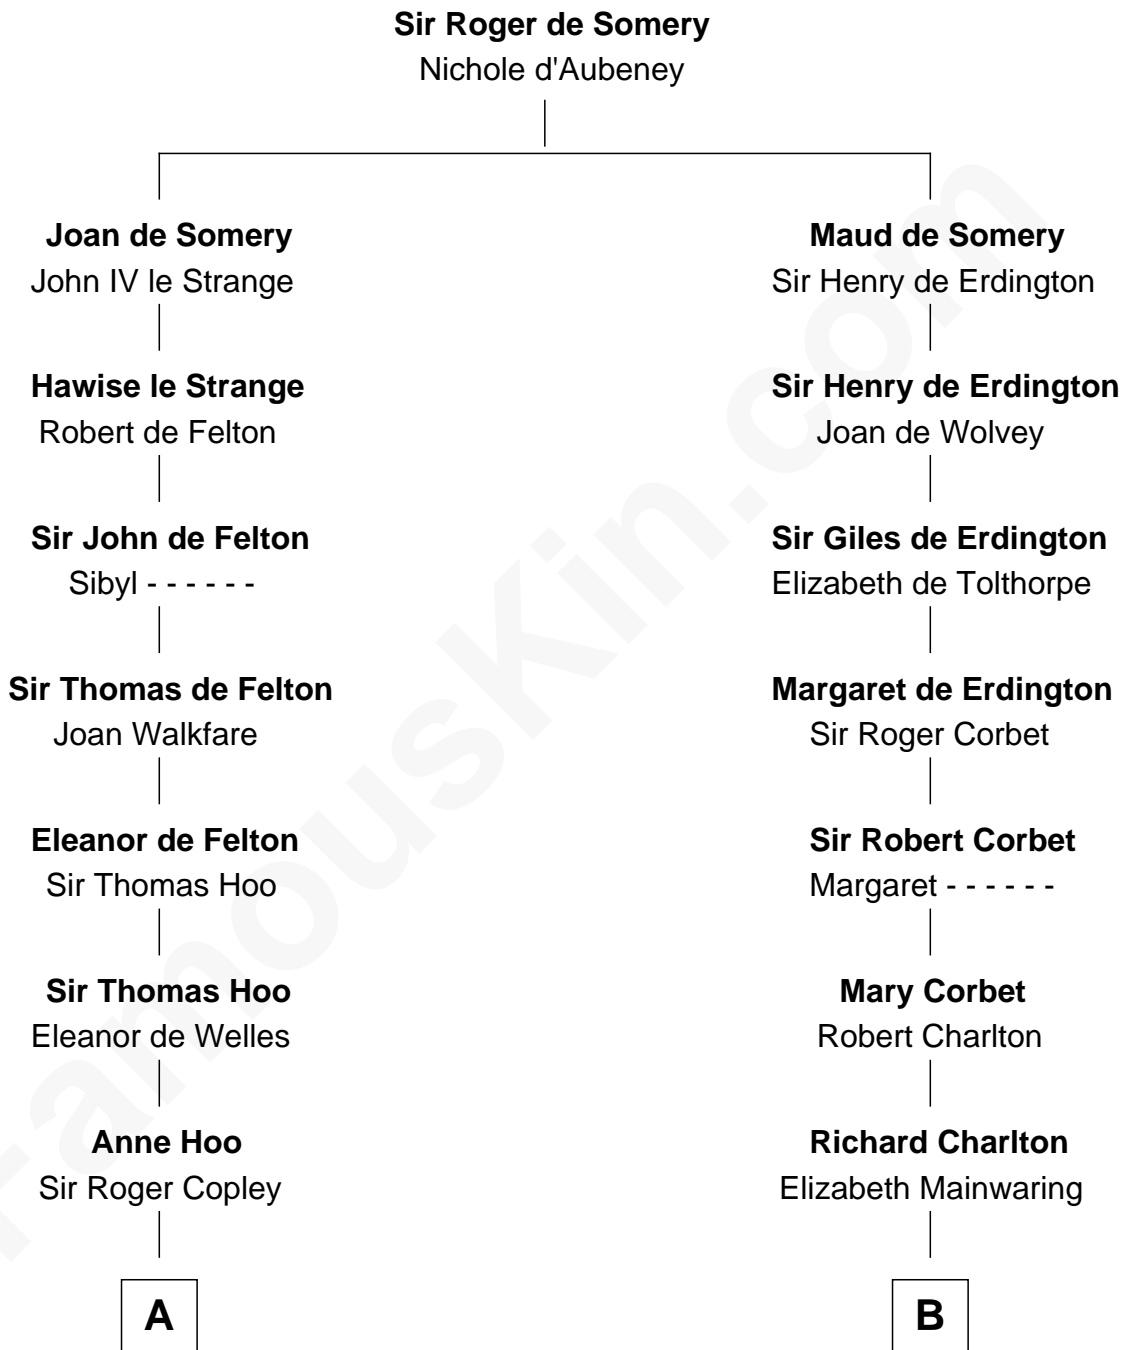 Sir Roger de Somery
Nichole d'Aubeney
Joan de Somery
John IV le Strange
Maud de Somery
Sir Henry de Erdington
Hawise le Strange
Robert de Felton
Sir Henry de Erdington
Joan de Wolvey
Sir John de Felton
Sibyl - - - - - -
Sir Giles de Erdington
Elizabeth de Tolthorpe
Sir Thomas de Felton
Joan Walkfare
Margaret de Erdington
Sir Roger Corbet
Eleanor de Felton
Sir Thomas Hoo
Sir Robert Corbet
Margaret - - - - - -
Sir Thomas Hoo
Eleanor de Welles
Mary Corbet
Robert Charlton
Anne Hoo
Sir Roger Copley
Richard Charlton
Elizabeth Mainwaring
A
B
FamousKin.com